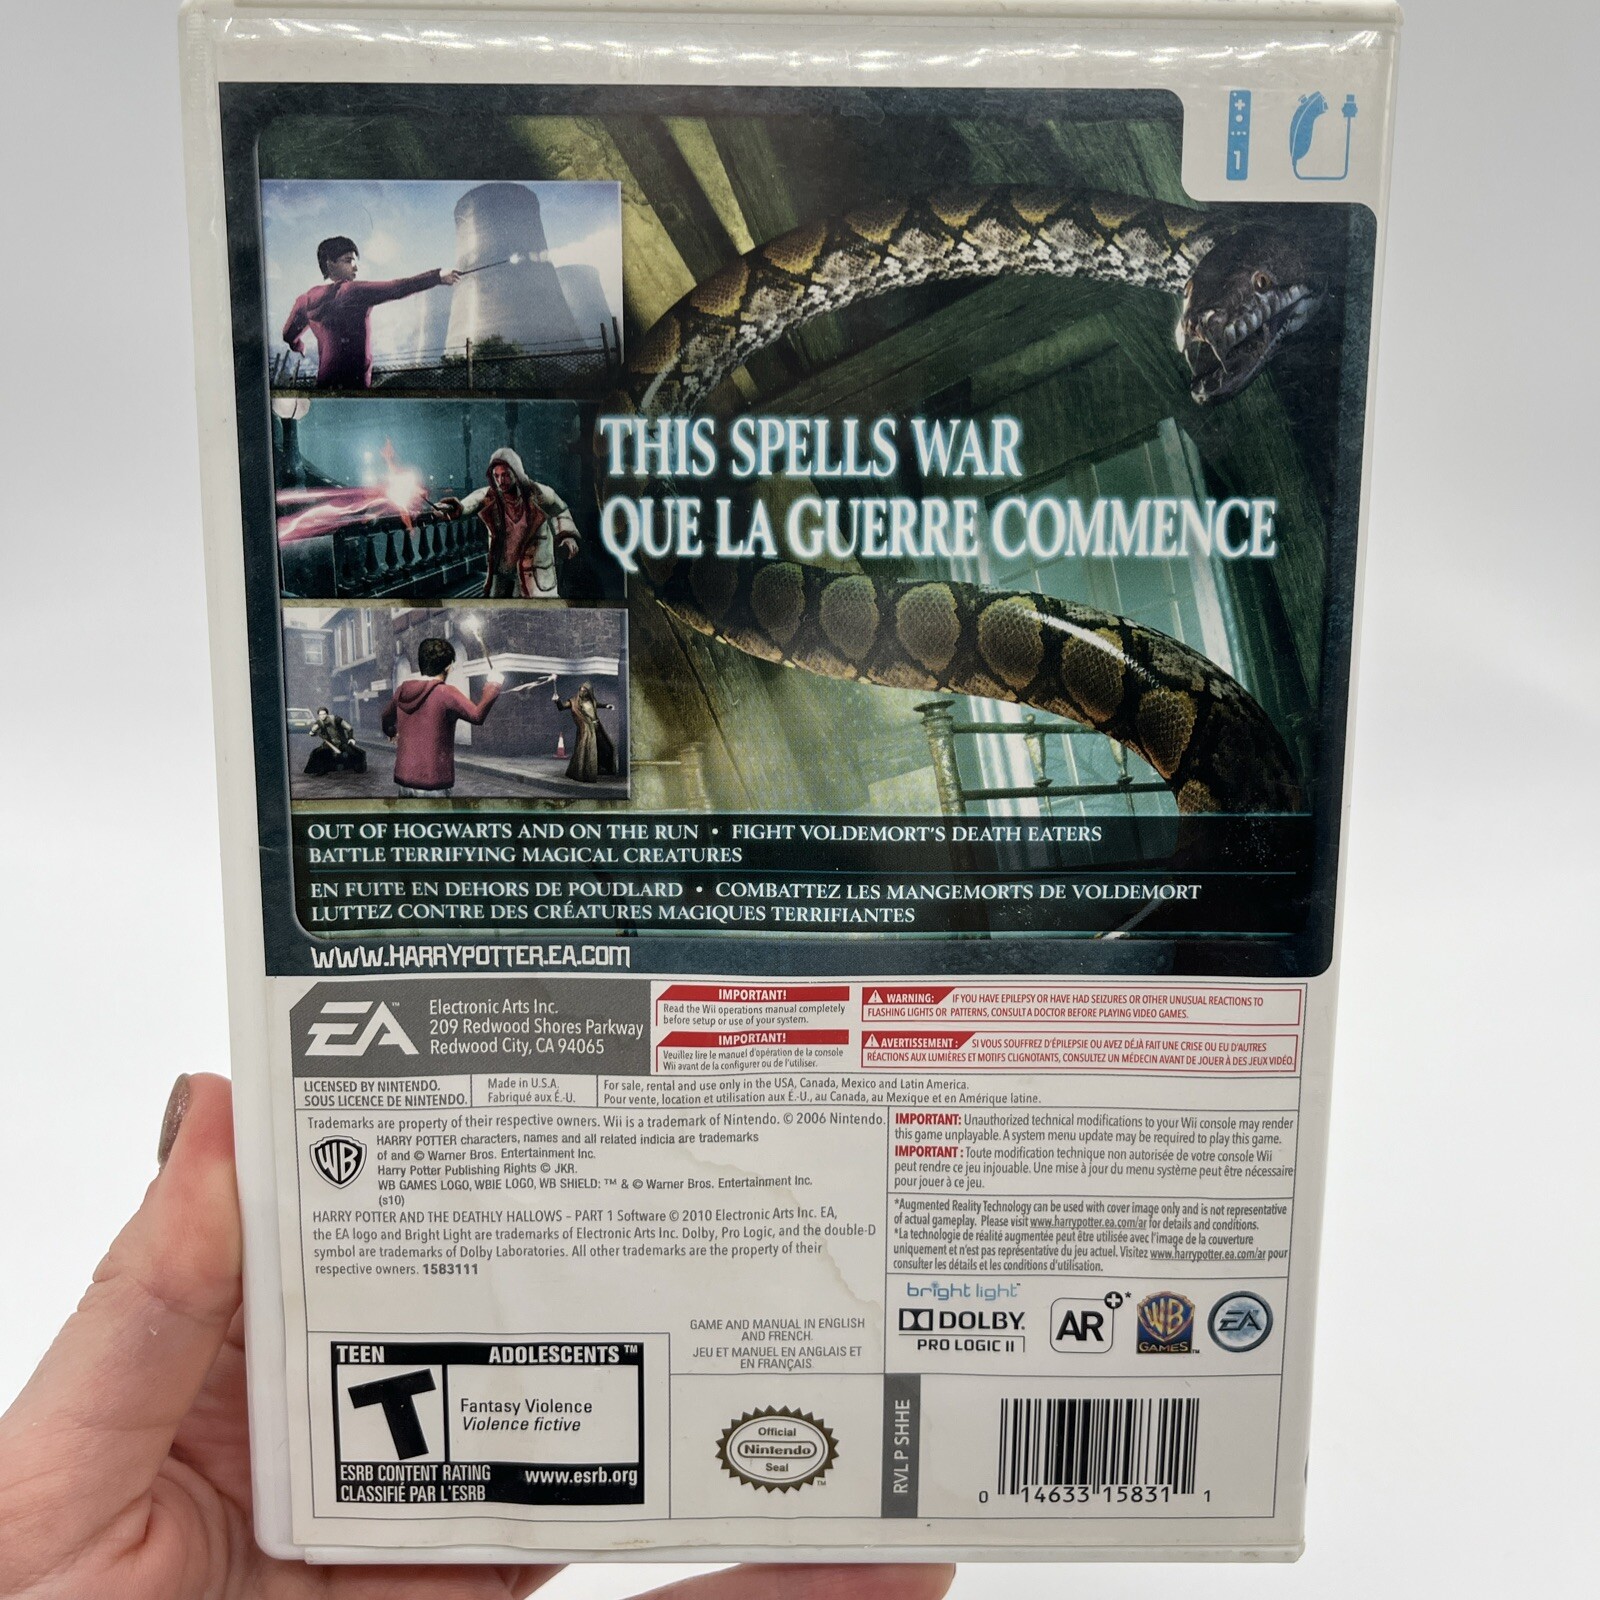 1
THIS SPELLS WAR
QUE LA GUERRE COMMENCE
OUT OF HOGWARTS AND ON THE RUN • FIGHT VOLDEMORT'S DEATH EATERS
BATTLE TERRIFYING MAGICAL CREATURES
EN FUITE EN DEHORS DE POUDLARD • COMBATTEZ LES MANGEMORTS DE VOLDEMORT
LUTTEZ CONTRE DES CRÉATURES MAGIQUES TERRIFIANTES
WWW.HARRYPOTTER.EA.COM
EA™
Electronic Arts Inc.
209 Redwood Shores Parkway
Redwood City, CA 94065
IMPORTANT!
Read the Wii operations manual completely
before setup or use of your system.
IMPORTANT!
Veuillez lire le manuel d'opération de la console
Wii avant de la configurer ou de l'utiliser.
WARNING: IF YOU HAVE EPILEPSY OR HAVE HAD SEIZURES OR OTHER UNUSUAL REACTIONS TO
FLASHING LIGHTS OR PATTERNS, CONSULT A DOCTOR BEFORE PLAYING VIDEO GAMES.
AVERTISSEMENT : SI VOUS SOUFFREZ D'ÉPILEPSIE OU AVEZ DÉJÀ FAIT UNE CRISE OU EU D'AUTRES
RÉACTIONS AUX LUMIÈRES ET MOTIFS CLIGNOTANTS, CONSULTEZ UN MÉDECIN AVANT DE JOUER À DES JEUX VIDÉO.
LICENSED BY NINTENDO.
SOUS LICENCE DE NINTENDO.
Made in U.S.A.
Fabriqué aux É.-U.
For sale, rental and use only in the USA, Canada, Mexico and Latin America.
Pour vente, location et utilisation aux É.-U., au Canada, au Mexique et en Amérique latine.
Trademarks are property of their respective owners. Wii is a trademark of Nintendo. © 2006 Nintendo.
WB
HARRY POTTER characters, names and all related indicia are trademarks
of and © Warner Bros. Entertainment Inc.
Harry Potter Publishing Rights © JKR.
WB GAMES LOGO, WBIE LOGO, WB SHIELD: ™ & © Warner Bros. Entertainment Inc.
(s10)
HARRY POTTER AND THE DEATHLY HALLOWS – PART 1 Software © 2010 Electronic Arts Inc. EA,
the EA logo and Bright Light are trademarks of Electronic Arts Inc. Dolby, Pro Logic, and the double-D
symbol are trademarks of Dolby Laboratories. All other trademarks are the property of their
respective owners. 1583111
IMPORTANT: Unauthorized technical modifications to your Wii console may render
this game unplayable. A system menu update may be required to play this game.
IMPORTANT : Toute modification technique non autorisée de votre console Wii
peut rendre ce jeu injouable. Une mise à jour du menu système peut être nécessaire
pour jouer à ce jeu.
*Augmented Reality Technology can be used with cover image only and is not representative
of actual gameplay. Please visit www.harrypotter.ea.com/ar for details and conditions.
*La technologie de réalité augmentée peut être utilisée avec l'image de la couverture
uniquement et n'est pas représentative du jeu actuel. Visitez www.harrypotter.ea.com/ar pour
consulter les détails et les conditions d'utilisation.
bright light™
DOLBY.
PRO LOGIC II
AR+*
WB GAMES™
EA
GAME AND MANUAL IN ENGLISH
AND FRENCH.
JEU ET MANUEL EN ANGLAIS ET
EN FRANÇAIS.
TEEN ADOLESCENTS™
T
Fantasy Violence
Violence fictive
ESRB CONTENT RATING www.esrb.org
CLASSIFIÉ PAR L'ESRB
Official
Nintendo
Seal
™
RVL P SHHE
0 14633 15831 1